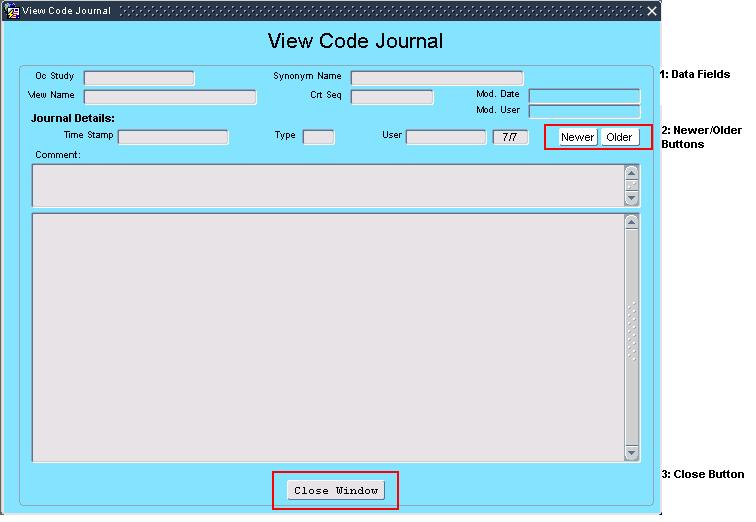 View Code Journal
View Code Journal
Oc Study
Synonym Name
1: Data Fields
View Name
Crt Seq
Mod. Date
Mod. User
Journal Details:
Time Stamp
Type
User
7/7
Newer
Older
2: Newer/Older
Buttons
Comment:
3: Close Button
Close Window